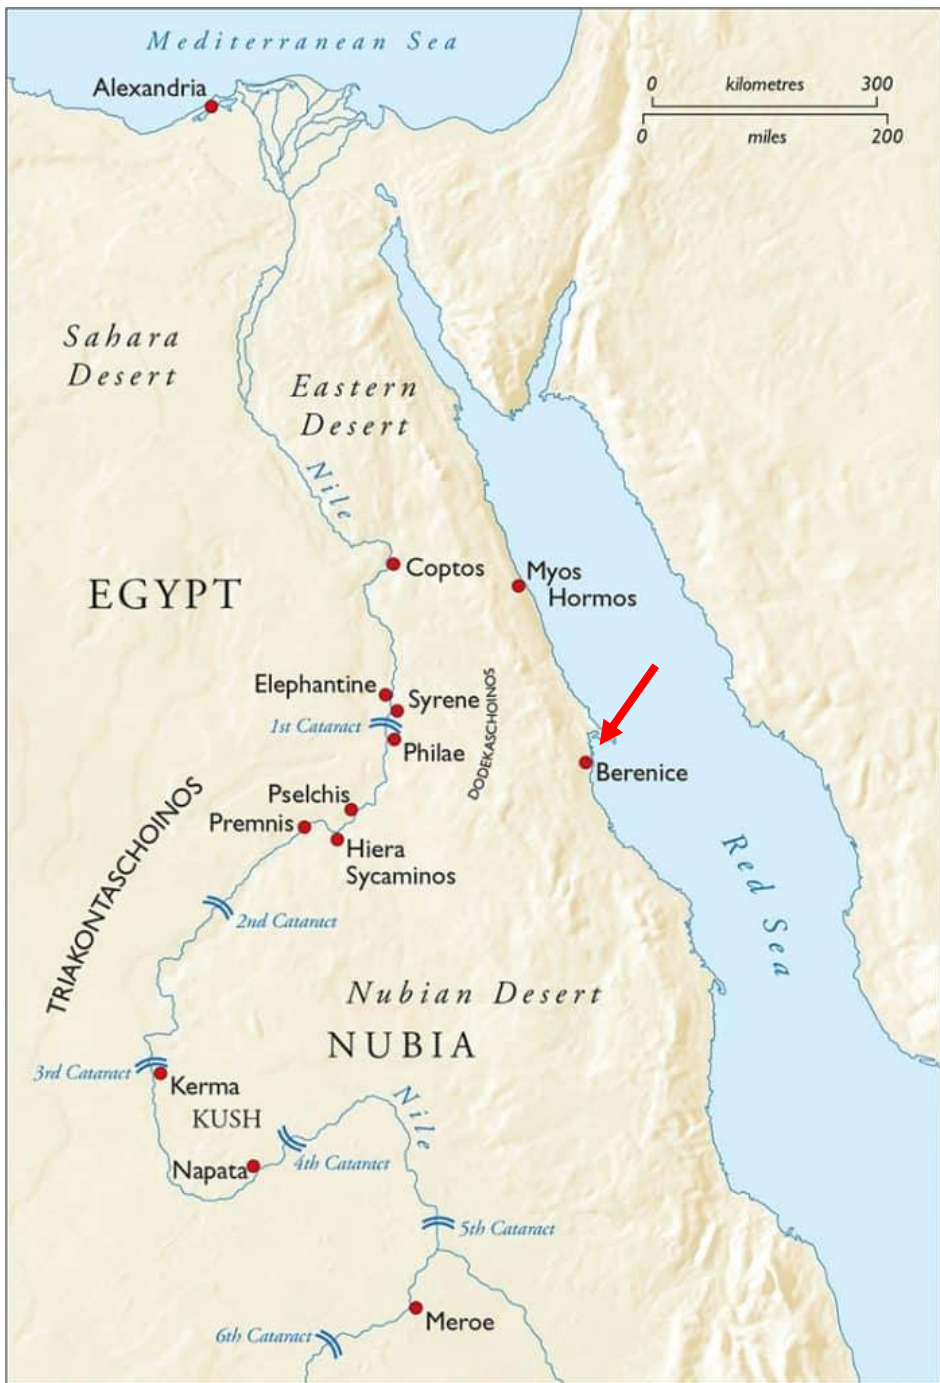 Mediterranean Sea
Alexandria
0 kilometres 300
0 miles 200
Sahara
Desert
Eastern
Desert
Nile
Coptos
Myos
Hormos
EGYPT
Elephantine
Syrene
1st Cataract
Philae
DODEKASCHOINOS
Berenice
Pselchis
Premnis
Hiera
Sycaminos
TRIAKONTASCHOINOS
2nd Cataract
Red Sea
Nubian Desert
NUBIA
3rd Cataract
Kerma
KUSH
Nile
4th Cataract
Napata
5th Cataract
Meroe
6th Cataract